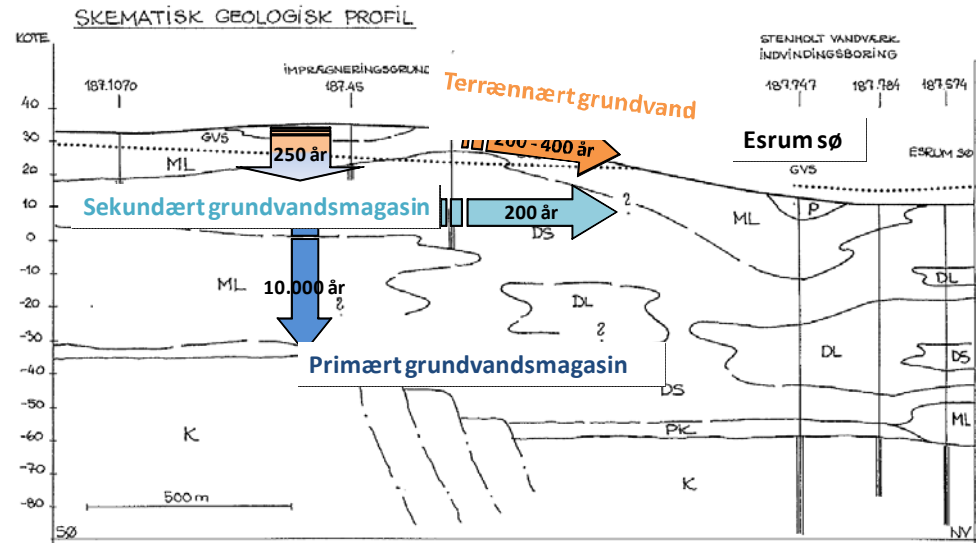 SKEMATISK GEOLOGISK PROFIL
KOTE
STENHOLT VANDVÆRK
INDVINDINGSBORING
187.1070
187.45
187.747
187.784
187.574
Terrænnært grundvand
40
GVS
30
ML
250 år
200 - 400 år
Esrum sø
ESRUM SØ
GVS
20
Sekundært grundvandsmagasin
200 år
?
ML
P
10
DS
0
-10
ML
10.000 år
?
DL
DL
-20
?
-30
DL
DS
Primært grundvandsmagasin
-40
DS
-50
ML
PK
K
-60
K
-70
500 m
-80
SØ
NV